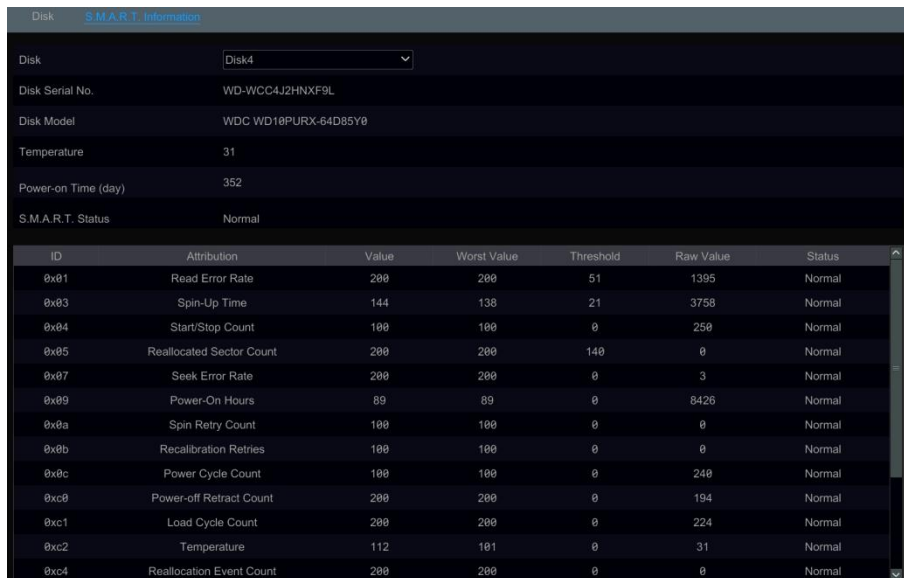 Disk S.M.A.R.T. Information
Disk Disk4
Disk Serial No. WD-WCC4J2HNXF9L
Disk Model WDC WD10PURX-64D85Y0
Temperature 31
Power-on Time (day) 352
S.M.A.R.T. Status Normal
ID Attribution Value Worst Value Threshold Raw Value Status
0x01 Read Error Rate 200 200 51 1395 Normal
0x03 Spin-Up Time 144 138 21 3758 Normal
0x04 Start/Stop Count 100 100 0 250 Normal
0x05 Reallocated Sector Count 200 200 140 0 Normal
0x07 Seek Error Rate 200 200 0 3 Normal
0x09 Power-On Hours 89 89 0 8426 Normal
0x0a Spin Retry Count 100 100 0 0 Normal
0x0b Recalibration Retries 100 100 0 0 Normal
0x0c Power Cycle Count 100 100 0 240 Normal
0xc0 Power-off Retract Count 200 200 0 194 Normal
0xc1 Load Cycle Count 200 200 0 224 Normal
0xc2 Temperature 112 101 0 31 Normal
0xc4 Reallocation Event Count 200 200 0 0 Normal